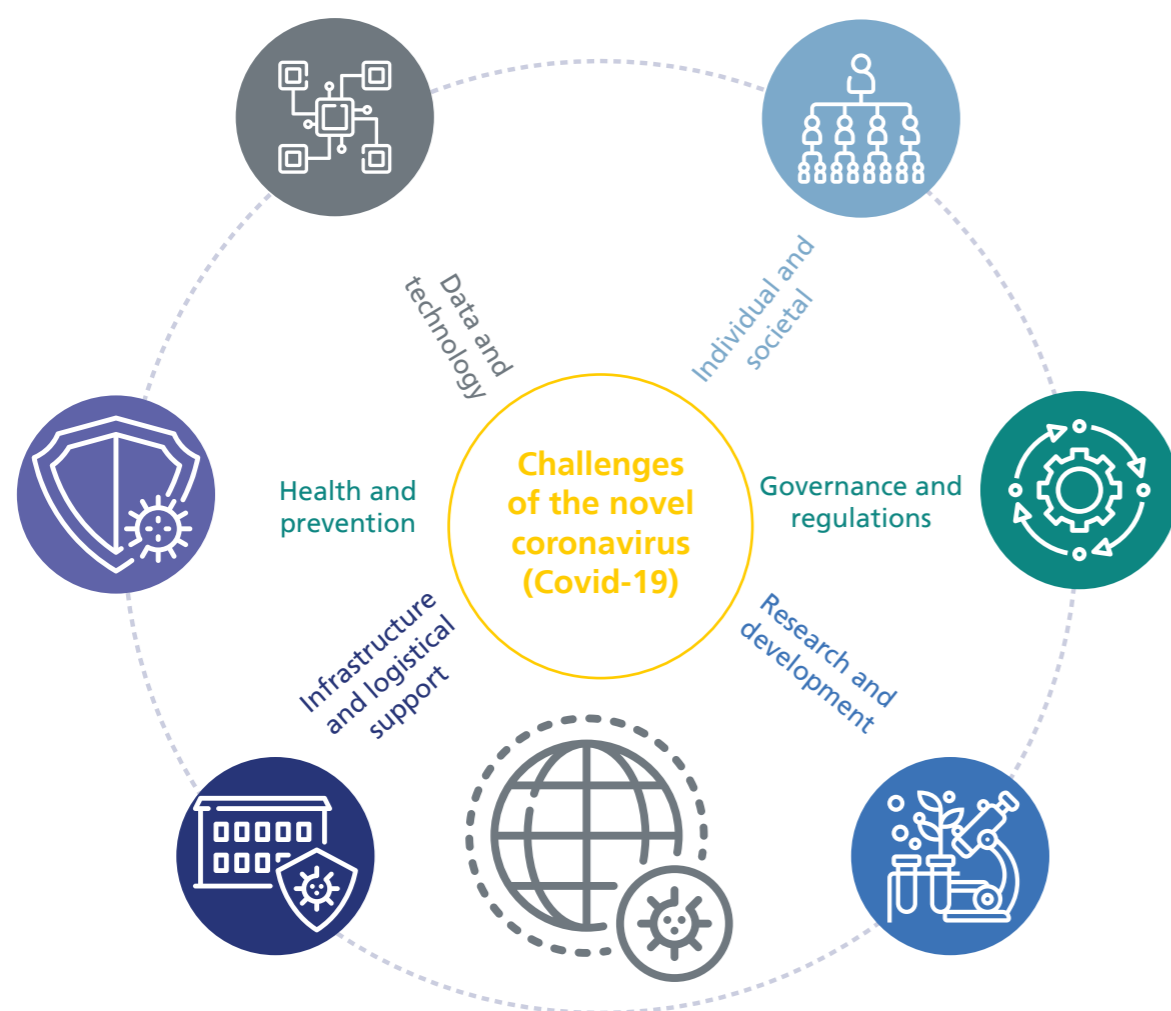 Data and
technology
Individual and
societal
Health and
prevention
Challenges
of the novel
coronavirus
(Covid-19)
Governance and
regulations
Infrastructure
and logistical
support
Research and
development